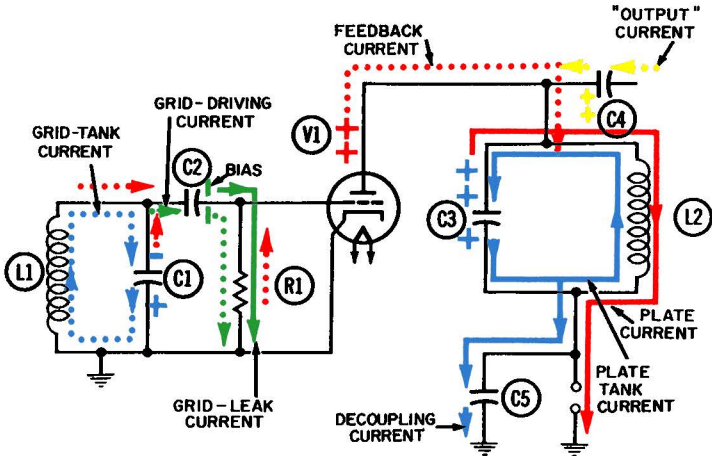 "OUTPUT"
CURRENT
FEEDBACK
CURRENT
GRID-DRIVING
CURRENT
GRID-TANK
CURRENT
V1
C4
C2
BIAS
C3
L2
L1
C1
R1
PLATE
CURRENT
PLATE
TANK
CURRENT
GRID-LEAK
CURRENT
C5
DECOUPLING
CURRENT